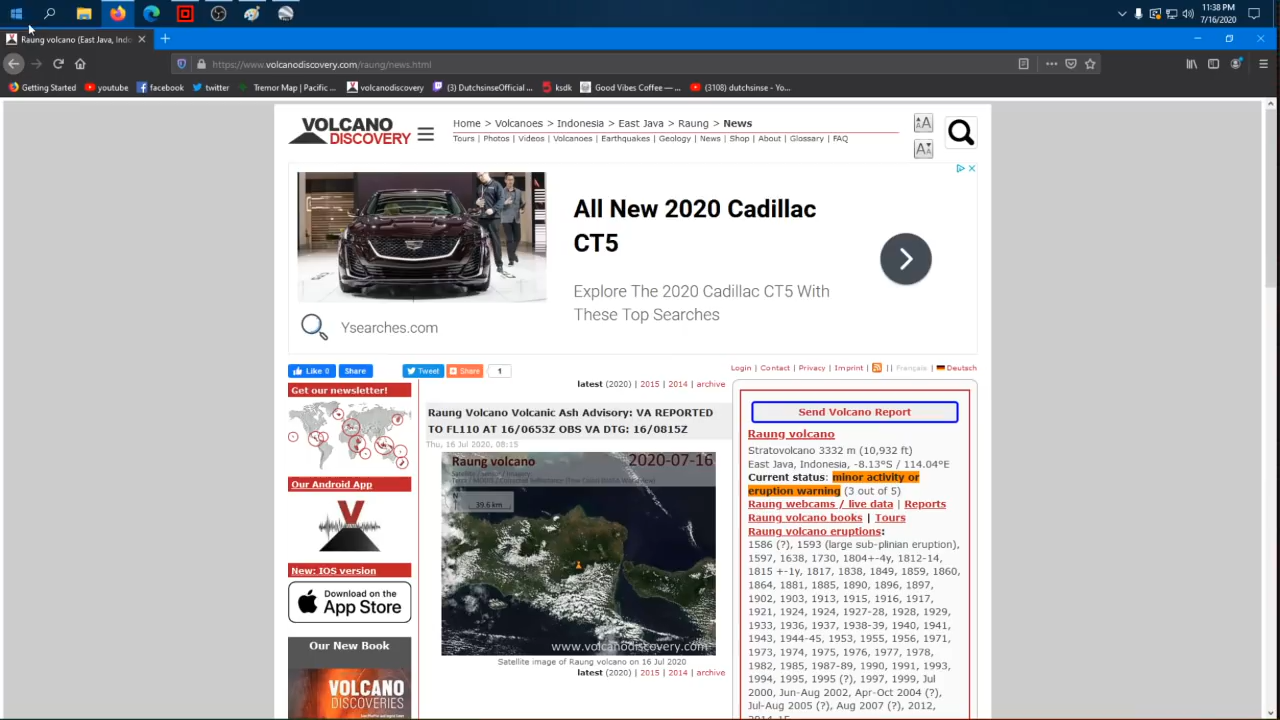 11:38 PM
7/16/2020
Raung volcano (East Java, Indo
https://www.volcanodiscovery.com/raung/news.html
Getting Started
youtube
facebook
twitter
Tremor Map | Pacific ...
volcanodiscovery
(3) DutchsinseOfficial ...
ksdk
Good Vibes Coffee — ...
(3108) dutchsinse - Yo...
VOLCANO
DISCOVERY
Home > Volcanoes > Indonesia > East Java > Raung > News
Tours | Photos | Videos | Volcanoes | Earthquakes | Geology | News | Shop | About | Glossary | FAQ
AA
AA
All New 2020 Cadillac
CT5
Explore The 2020 Cadillac CT5 With
These Top Searches
Ysearches.com
Like 0
Share
Tweet
Share
1
Login | Contact | Privacy | Imprint | || Français | Deutsch
Get our newsletter!
Our Android App
New: IOS version
Download on the
App Store
Our New Book
VOLCANO
DISCOVERIES
latest (2020) | 2015 | 2014 | archive
Raung Volcano Volcanic Ash Advisory: VA REPORTED
TO FL110 AT 16/0653Z OBS VA DTG: 16/0815Z
Thu, 16 Jul 2020, 08:15
Raung volcano
2020-07-16
N
39.6 km
www.volcanodiscovery.com
Satellite image of Raung volcano on 16 Jul 2020
latest (2020) | 2015 | 2014 | archive
Send Volcano Report
Raung volcano
Stratovolcano 3332 m (10,932 ft)
East Java, Indonesia, -8.13°S / 114.04°E
Current status: minor activity or
eruption warning (3 out of 5)
Raung webcams / live data | Reports
Raung volcano books | Tours
Raung volcano eruptions:
1586 (?), 1593 (large sub-plinian eruption),
1597, 1638, 1730, 1804+-4y, 1812-14,
1815 +-1y, 1817, 1838, 1849, 1859, 1860,
1864, 1881, 1885, 1890, 1896, 1897,
1902, 1903, 1913, 1915, 1916, 1917,
1921, 1924, 1924, 1927-28, 1928, 1929,
1933, 1936, 1937, 1938-39, 1940, 1941,
1943, 1944-45, 1953, 1955, 1956, 1971,
1973, 1974, 1975, 1976, 1977, 1978,
1982, 1985, 1987-89, 1990, 1991, 1993,
1994, 1995, 1995 (?), 1997, 1999, Jul
2000, Jun-Aug 2002, Apr-Oct 2004 (?),
Jul-Aug 2005 (?), Aug 2007 (?), 2012,
2014-15